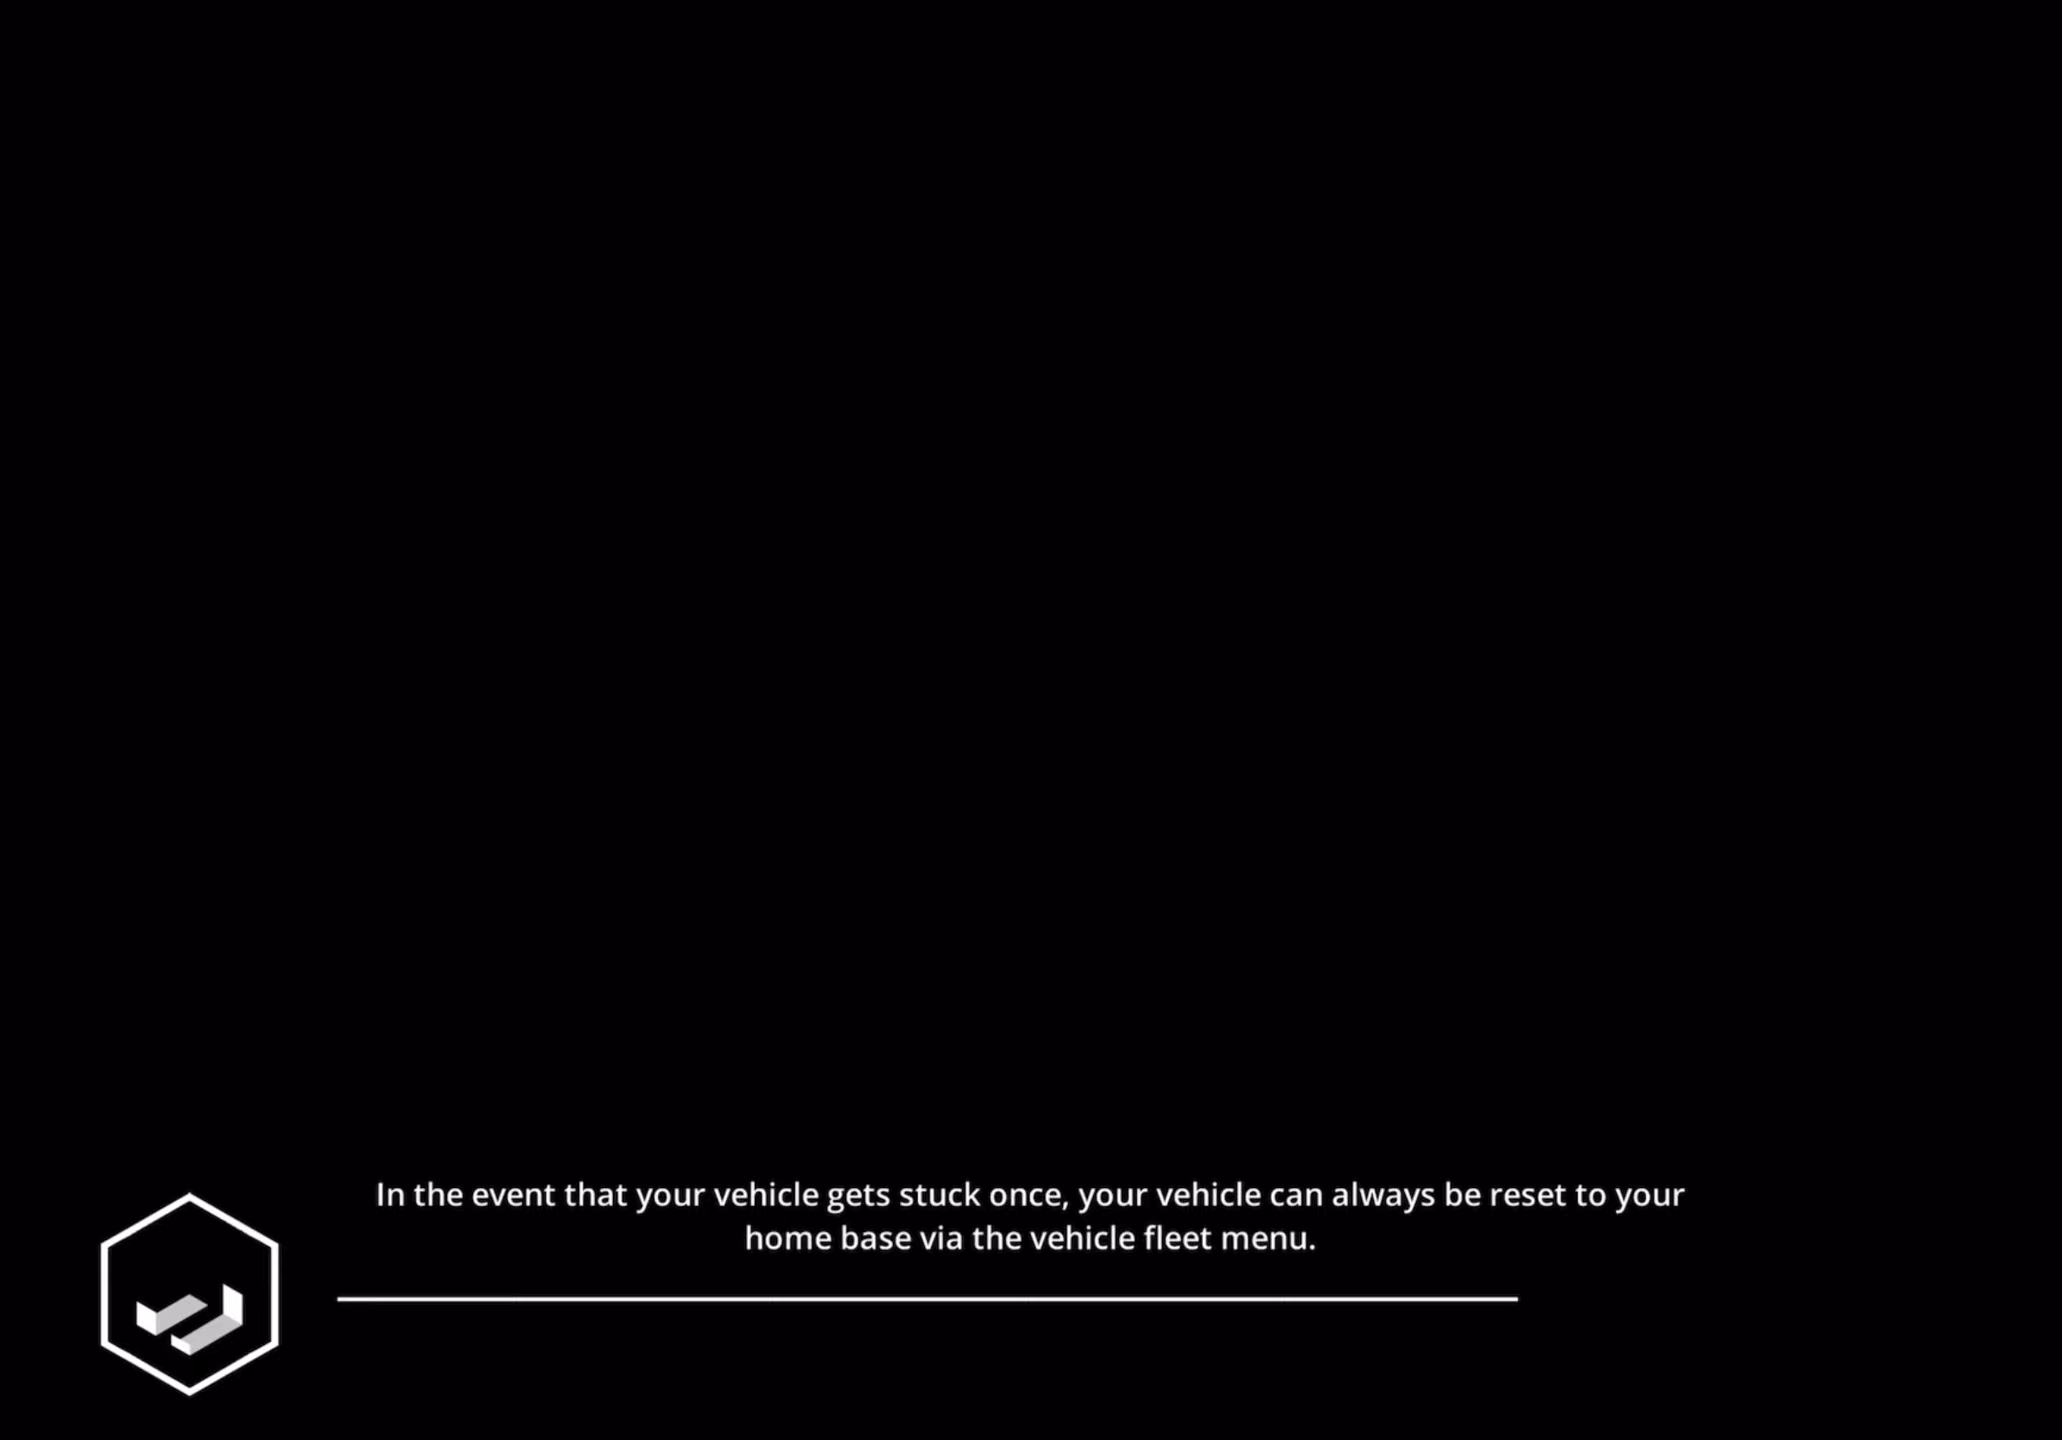 In the event that your vehicle gets stuck once, your vehicle can always be reset to your
home base via the vehicle fleet menu.